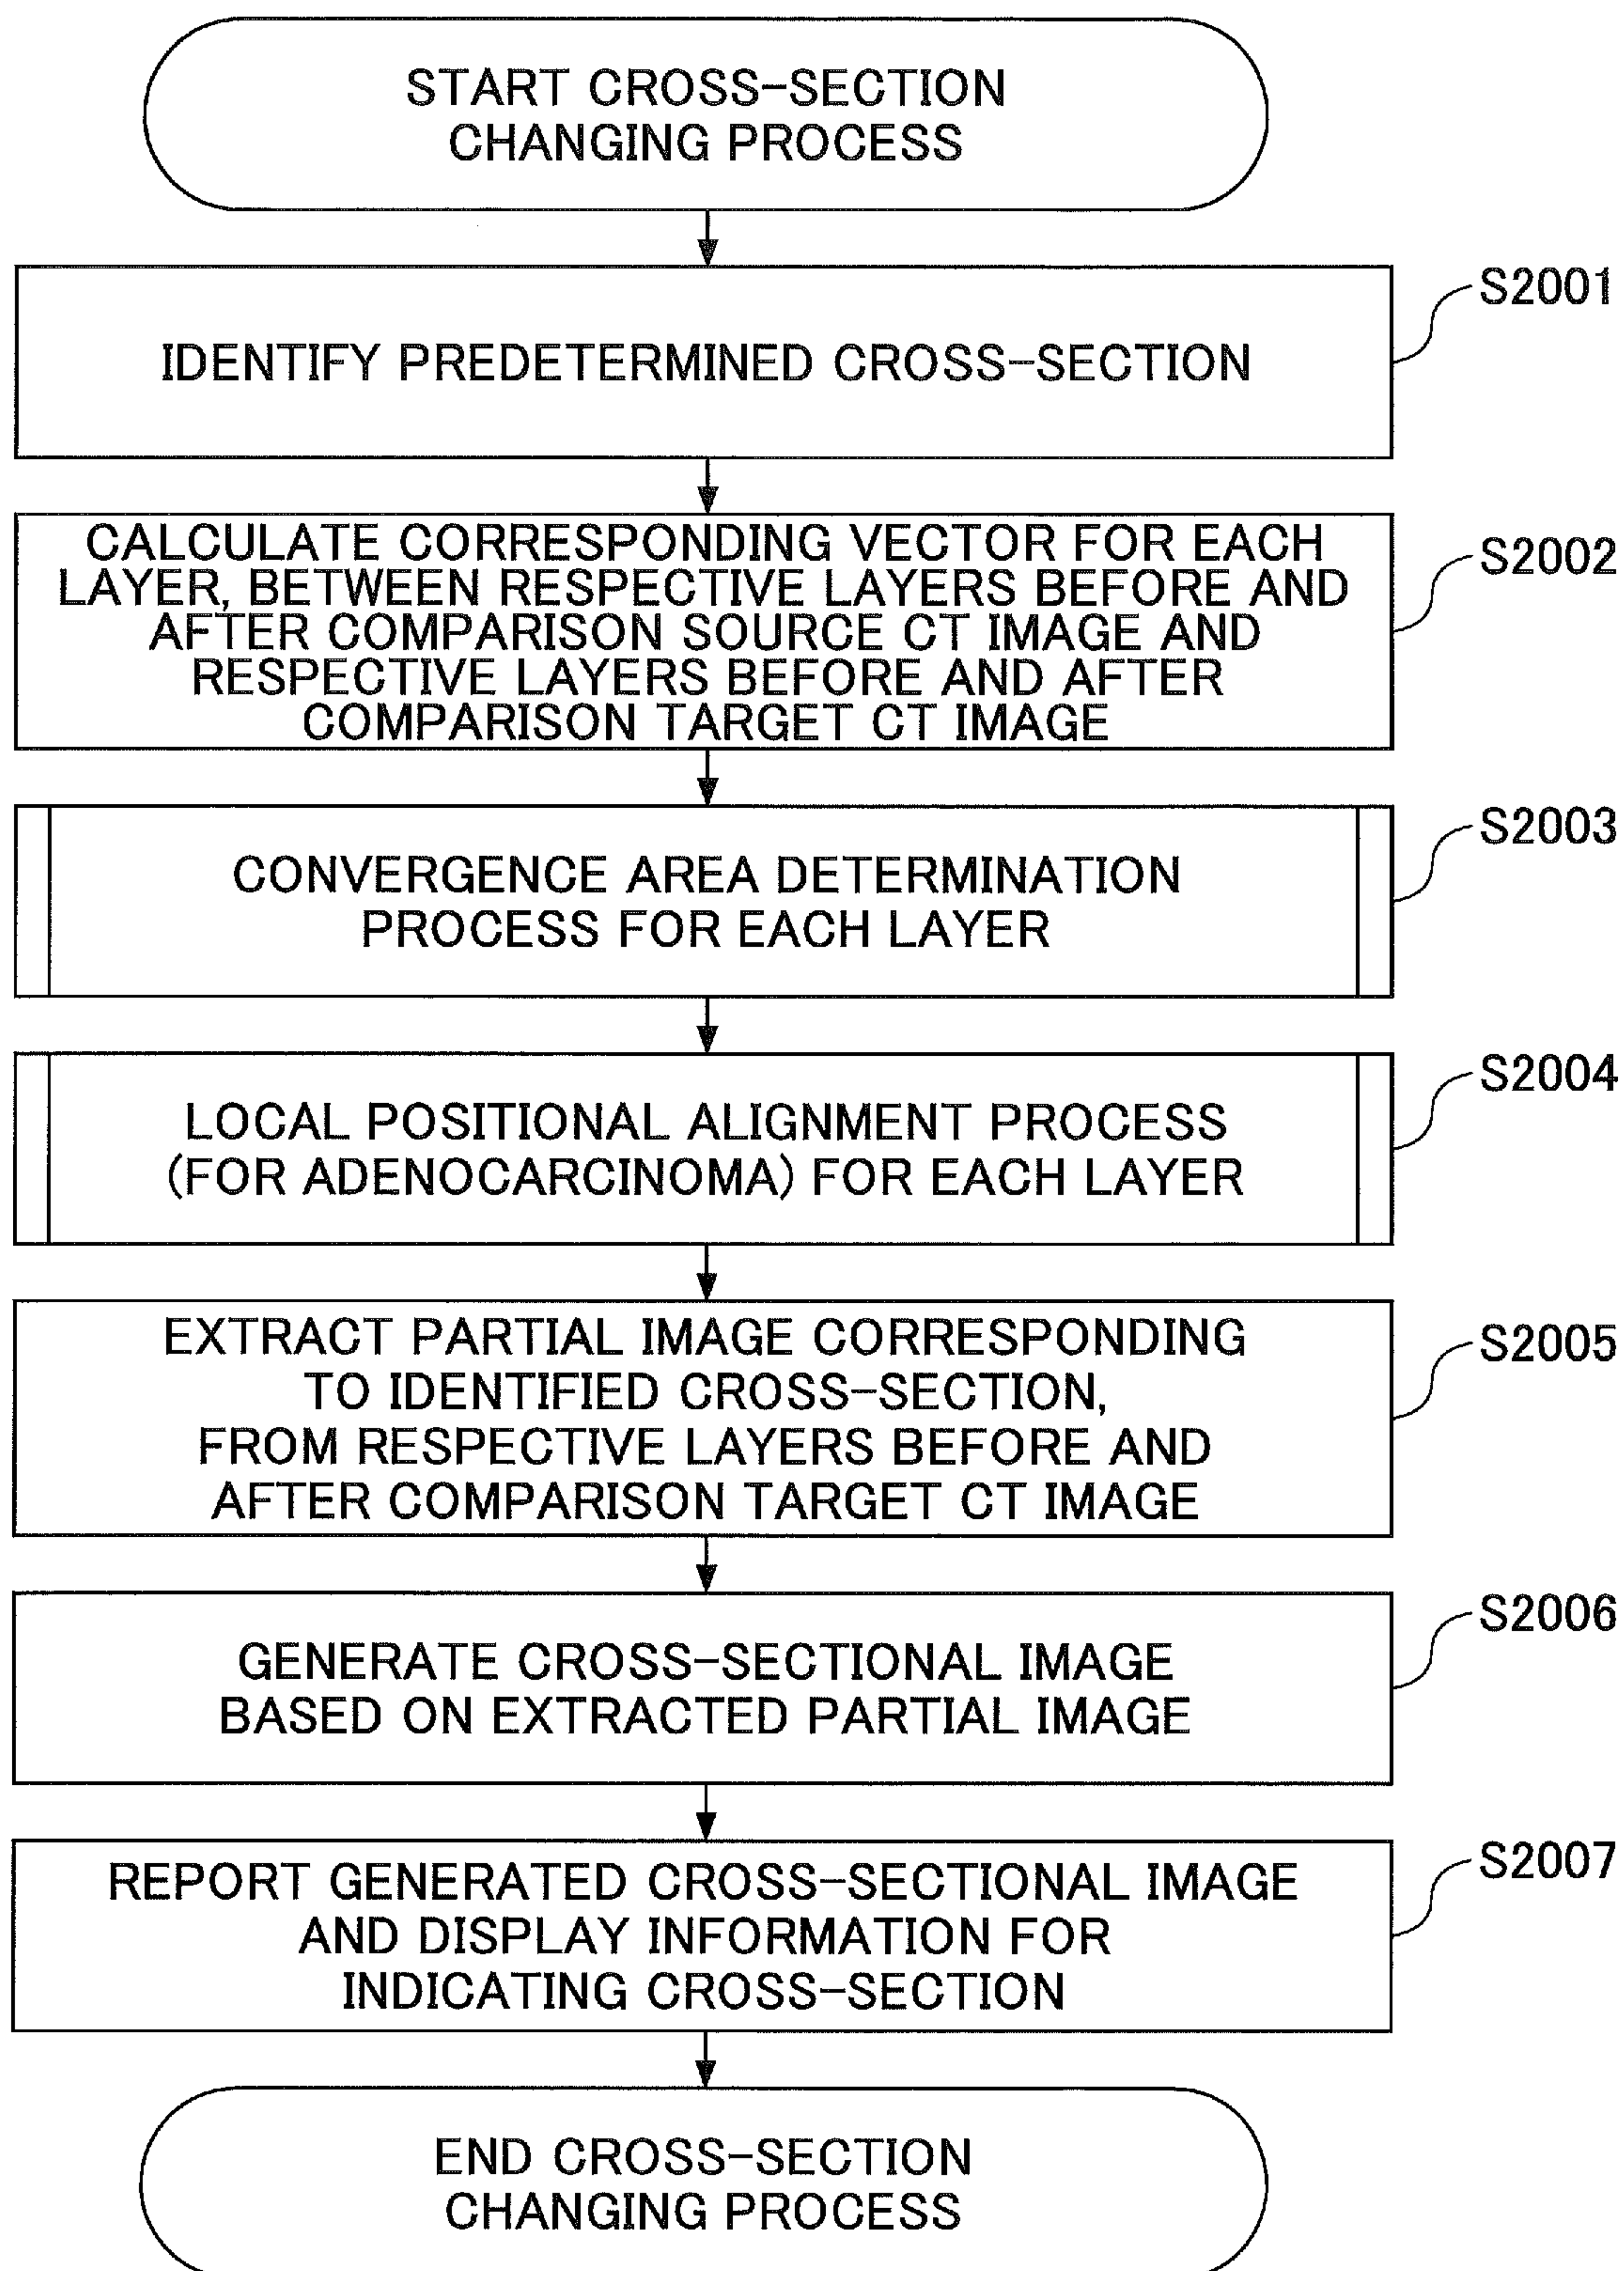 START CROSS-SECTION
CHANGING PROCESS
S2001
IDENTIFY PREDETERMINED CROSS-SECTION
S2002
CALCULATE CORRESPONDING VECTOR FOR EACH
LAYER, BETWEEN RESPECTIVE LAYERS BEFORE AND
AFTER COMPARISON SOURCE CT IMAGE AND
RESPECTIVE LAYERS BEFORE AND AFTER
COMPARISON TARGET CT IMAGE
S2003
CONVERGENCE AREA DETERMINATION
PROCESS FOR EACH LAYER
S2004
LOCAL POSITIONAL ALIGNMENT PROCESS
(FOR ADENOCARCINOMA) FOR EACH LAYER
S2005
EXTRACT PARTIAL IMAGE CORRESPONDING
TO IDENTIFIED CROSS-SECTION,
FROM RESPECTIVE LAYERS BEFORE AND
AFTER COMPARISON TARGET CT IMAGE
S2006
GENERATE CROSS-SECTIONAL IMAGE
BASED ON EXTRACTED PARTIAL IMAGE
S2007
REPORT GENERATED CROSS-SECTIONAL IMAGE
AND DISPLAY INFORMATION FOR
INDICATING CROSS-SECTION
END CROSS-SECTION
CHANGING PROCESS